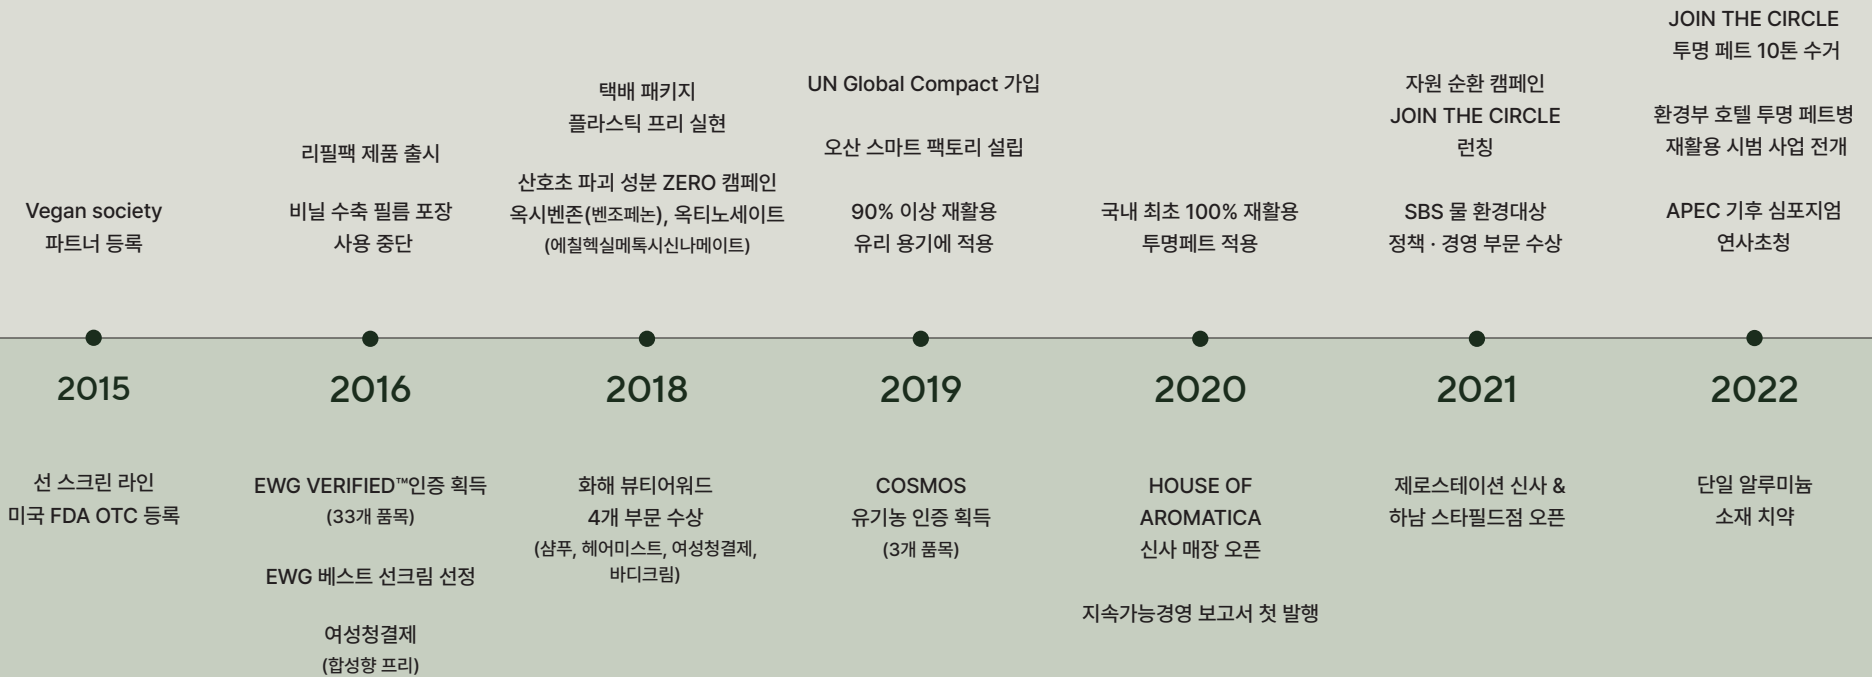 Vegan society
파트너 등록
2015
선 스크린 라인
미국 FDA OTC 등록
리필팩 제품 출시
비닐 수축 필름 포장
사용 중단
2016
EWG VERIFIED™인증 획득
(33개 품목)
EWG 베스트 선크림 선정
여성청결제
(합성향 프리)
택배 패키지
플라스틱 프리 실현
산호초 파괴 성분 ZERO 캠페인
옥시벤존(벤조페논), 옥티노세이트
(에칠헥실메톡시신나메이트)
2018
화해 뷰티어워드
4개 부문 수상
(샴푸, 헤어미스트, 여성청결제,
바디크림)
UN Global Compact 가입
오산 스마트 팩토리 설립
90% 이상 재활용
유리 용기에 적용
2019
COSMOS
유기농 인증 획득
(3개 품목)
국내 최초 100% 재활용
투명페트 적용
2020
HOUSE OF
AROMATICA
신사 매장 오픈
지속가능경영 보고서 첫 발행
자원 순환 캠페인
JOIN THE CIRCLE
런칭
SBS 물 환경대상
정책 · 경영 부문 수상
2021
제로스테이션 신사 &
하남 스타필드점 오픈
JOIN THE CIRCLE
투명 페트 10톤 수거
환경부 호텔 투명 페트병
재활용 시범 사업 전개
APEC 기후 심포지엄
연사초청
2022
단일 알루미늄
소재 치약